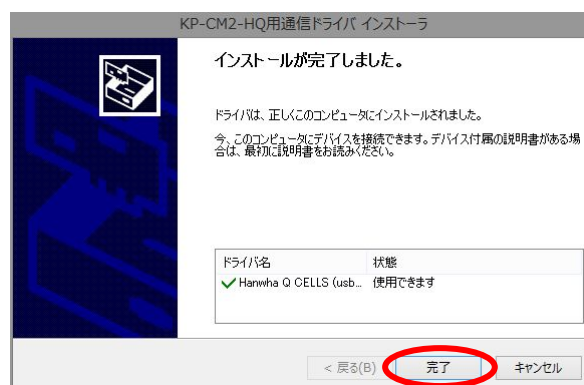 KP-CM2-HQ用通信ドライバ インストーラ
インストールが完了しました。
ドライバは、正しくこのコンピュータにインストールされました。
今、このコンピュータにデバイスを接続できます。デバイス付属の説明書がある場
合は、最初に説明書をお読みください。
ドライバ名 状態
Hanwha Q CELLS (usb... 使用できます
< 戻る(B) 完了 キャンセル